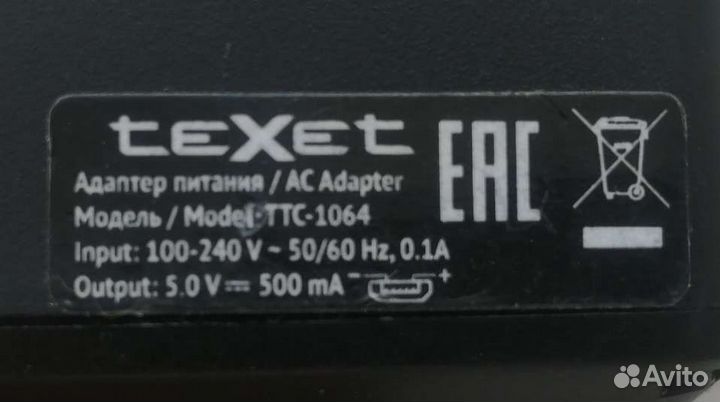 teXet
Адаптер питания / AC Adapter
Модель / Model: TTC-1064
Input: 100-240 V ~ 50/60 Hz, 0.1A
Output: 5.0 V ⎓ 500 mA - +
EAC
Avito